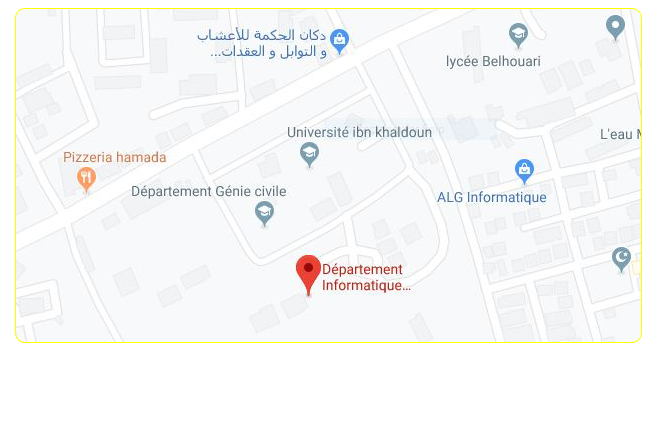 دكان الحكمة للأعشاب
و التوابل و العقدات...
lycée Belhouari
Université ibn khaldoun
L'eau M
Pizzeria hamada
Département Génie civile
ALG Informatique
Département
Informatique...